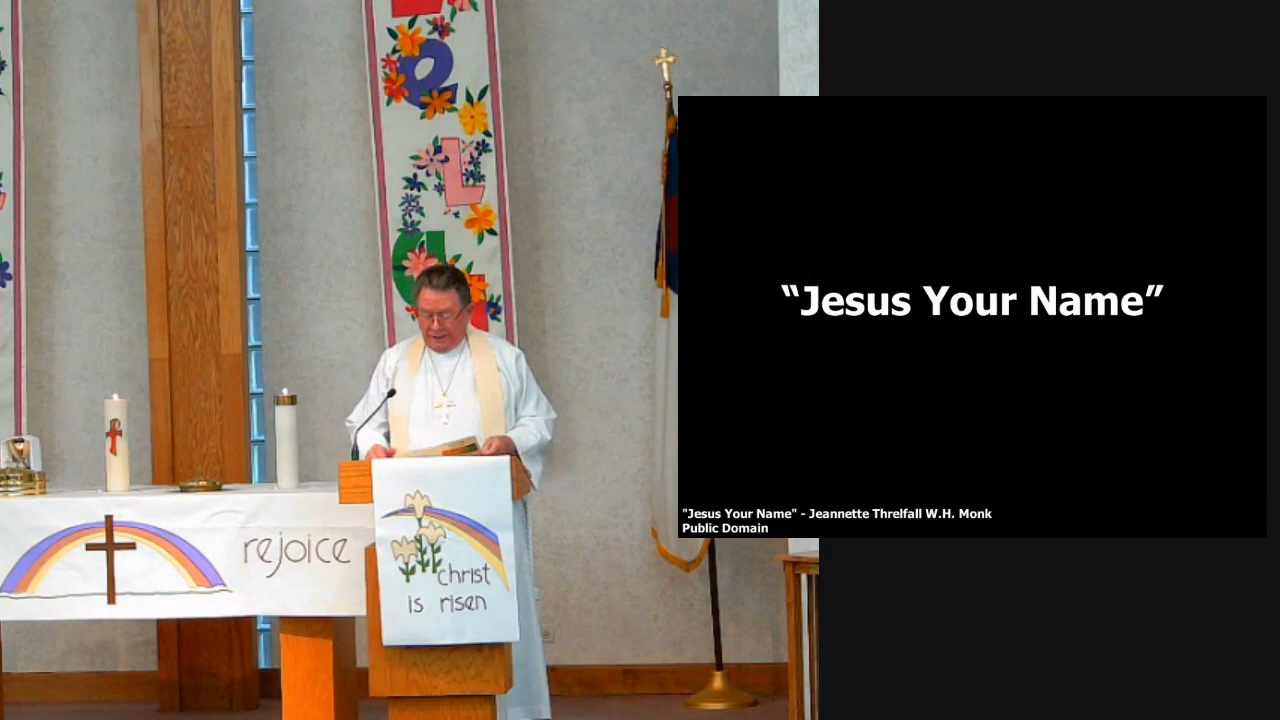 e
L
“Jesus Your Name”
"Jesus Your Name" - Jeannette Threlfall W.H. Monk
Public Domain
rejoice
christ
is risen